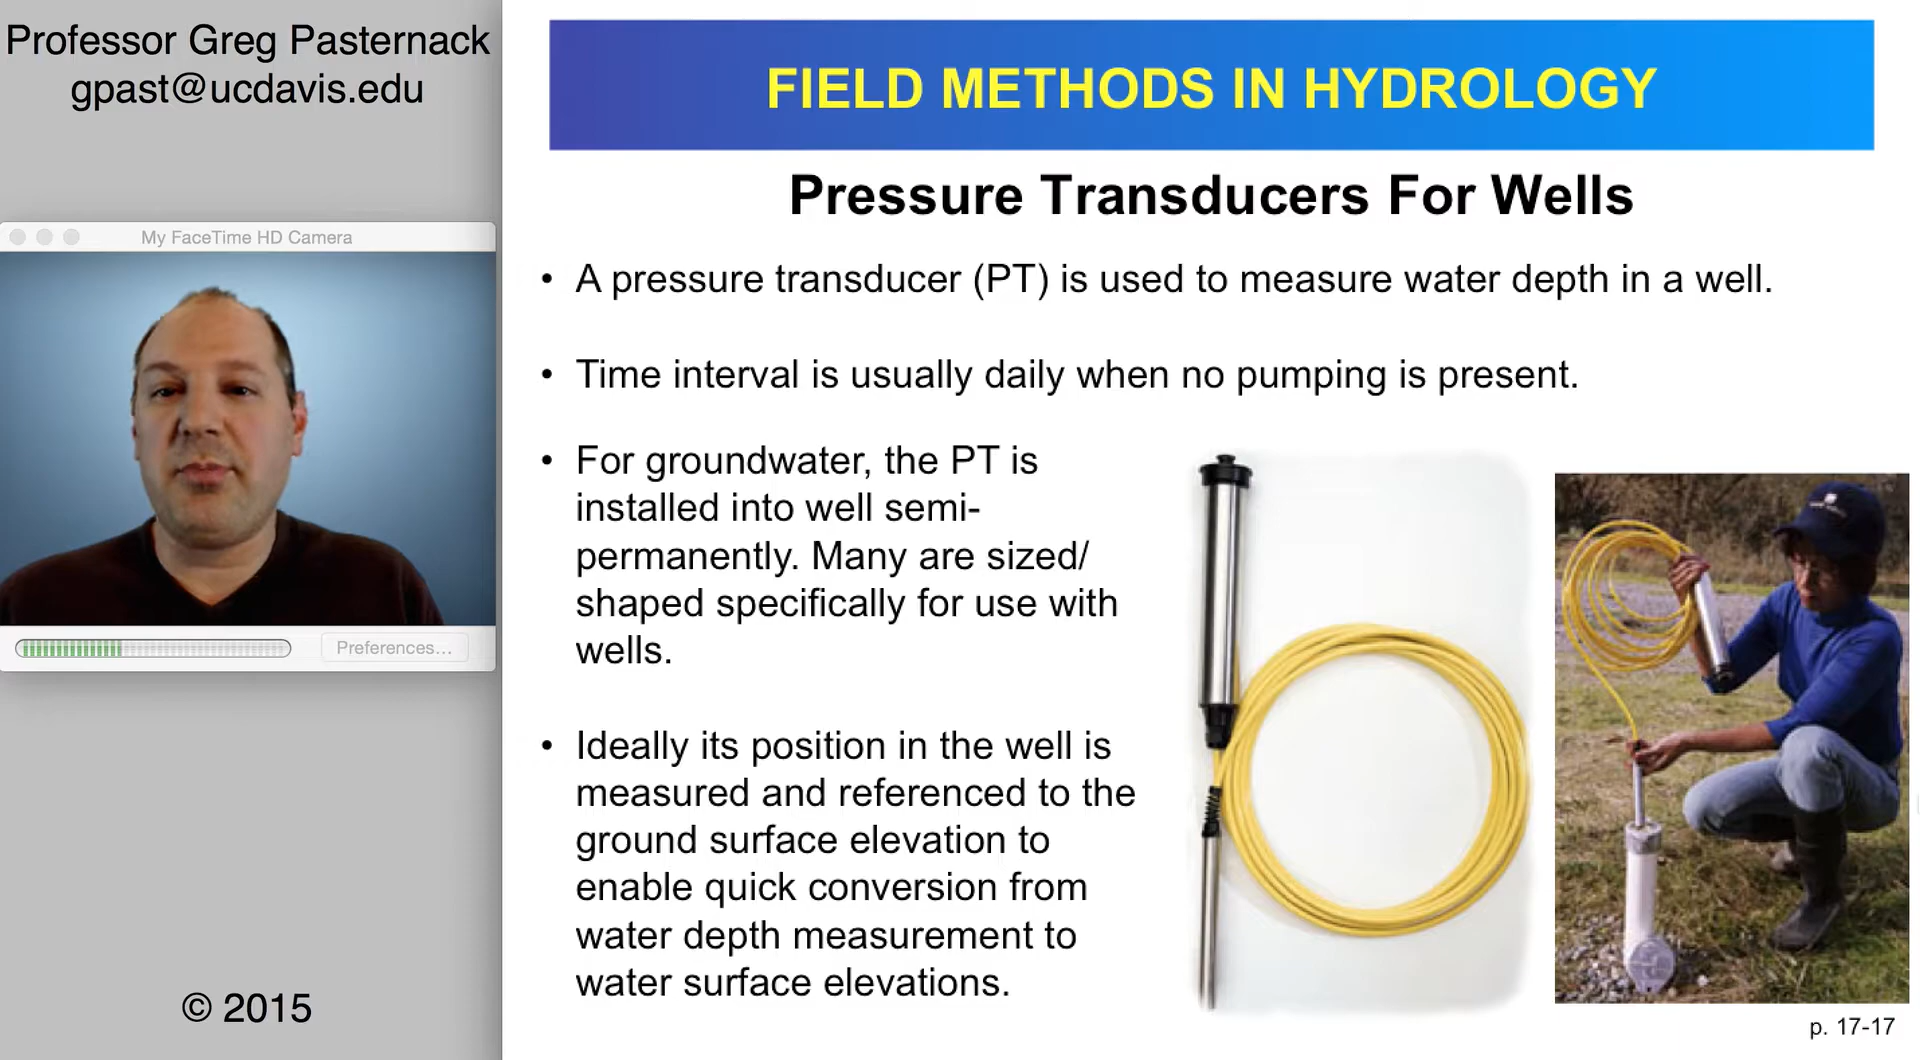 Professor Greg Pasternack
gpast@ucdavis.edu
My FaceTime HD Camera
Preferences...
© 2015
FIELD METHODS IN HYDROLOGY
Pressure Transducers For Wells
• A pressure transducer (PT) is used to measure water depth in a well.
• Time interval is usually daily when no pumping is present.
• For groundwater, the PT is
installed into well semi-
permanently. Many are sized/
shaped specifically for use with
wells.
• Ideally its position in the well is
measured and referenced to the
ground surface elevation to
enable quick conversion from
water depth measurement to
water surface elevations.
p. 17-17